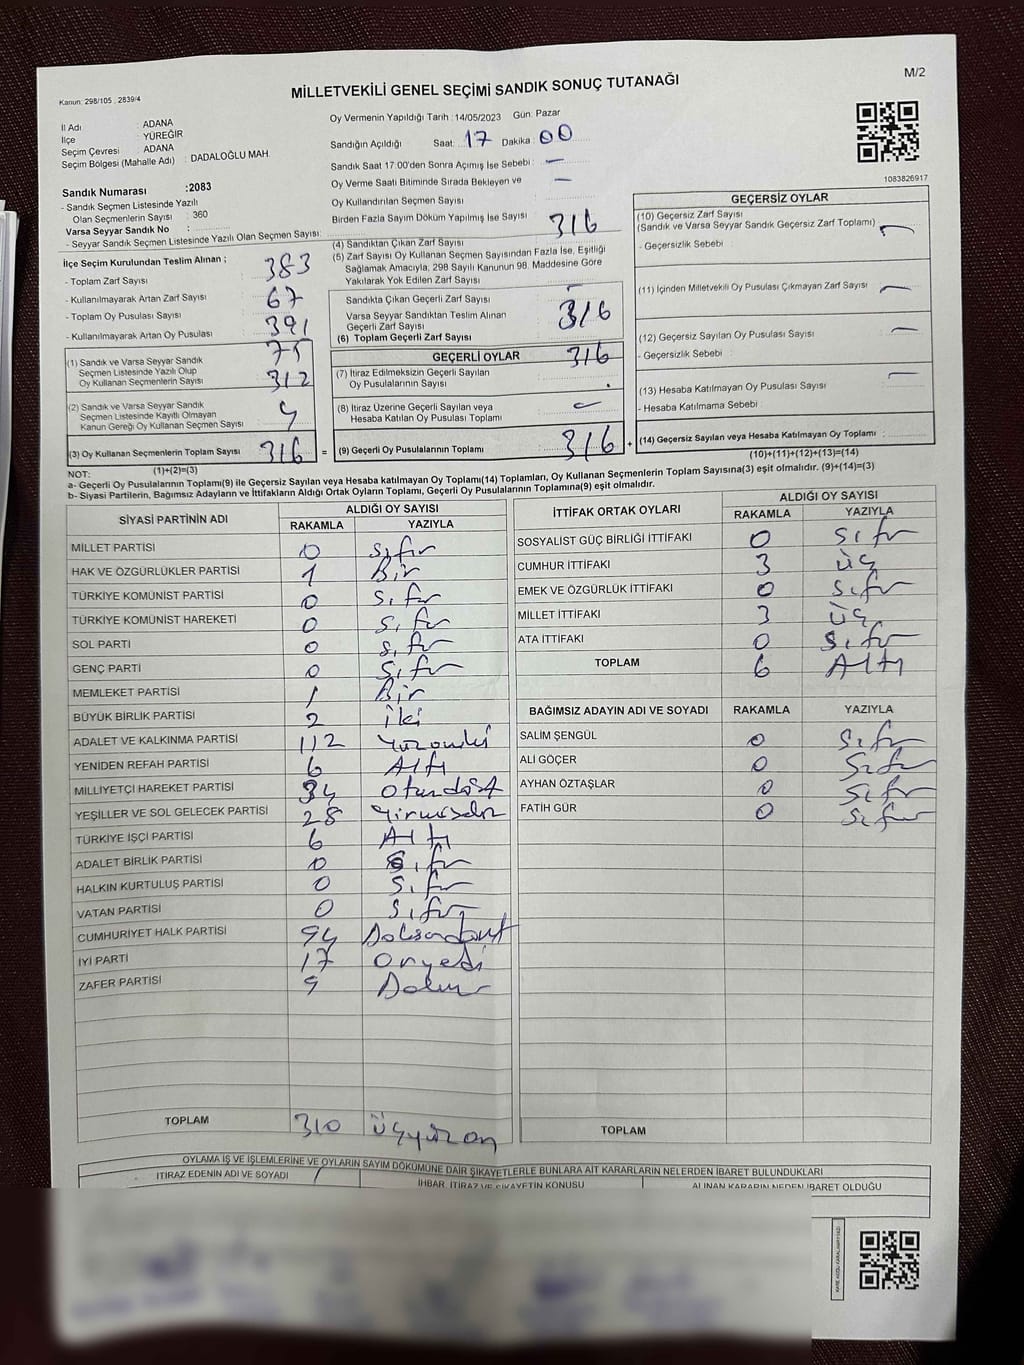 M/2
Kanun: 298/105 , 2839/4
MİLLETVEKİLİ GENEL SEÇİMİ SANDIK SONUÇ TUTANAĞI
İl Adı : ADANA
İlçe : YÜREĞİR
Seçim Çevresi : ADANA
Seçim Bölgesi (Mahalle Adı) : DADALOĞLU MAH
Sandık Numarası :2083
- Sandık Seçmen Listesinde Yazılı
Olan Seçmenlerin Sayısı : 360
Varsa Seyyar Sandık No :
- Seyyar Sandık Seçmen Listesinde Yazılı Olan Seçmen Sayısı:
Oy Vermenin Yapıldığı Tarih : 14/05/2023 Gün: Pazar
Sandığın Açıldığı Saat: 17 Dakika: 00
Sandık Saat 17:00'den Sonra Açımış İse Sebebi : —
Oy Verme Saati Bitiminde Sırada Bekleyen ve —
Oy Kullandırılan Seçmen Sayısı
Birden Fazla Sayım Döküm Yapılmış İse Sayısı
1083826917
İlçe Seçim Kurulundan Teslim Alınan ;
- Toplam Zarf Sayısı 383
- Kullanılmayarak Artan Zarf Sayısı 67
- Toplam Oy Pusulası Sayısı 391
- Kullanılmayarak Artan Oy Pusulası 75
(1) Sandık ve Varsa Seyyar Sandık
Seçmen Listesinde Yazılı Olup
Oy Kullanan Seçmenlerin Sayısı 312
(2) Sandık ve Varsa Seyyar Sandık
Seçmen Listesinde Kayıtlı Olmayan
Kanun Gereği Oy Kullanan Seçmen Sayısı 4
(3) Oy Kullanan Seçmenlerin Toplam Sayısı 316
(1)+(2)=(3)
(4) Sandıktan Çıkan Zarf Sayısı 316
(5) Zarf Sayısı Oy Kullanan Seçmen Sayısından Fazla İse, Eşitliği
Sağlamak Amacıyla, 298 Sayılı Kanunun 98. Maddesine Göre
Yakılarak Yok Edilen Zarf Sayısı —
Sandıkta Çıkan Geçerli Zarf Sayısı 316
Varsa Seyyar Sandıktan Teslim Alınan
Geçerli Zarf Sayısı
(6) Toplam Geçerli Zarf Sayısı 316
GEÇERLİ OYLAR
(7) İtiraz Edilmeksizin Geçerli Sayılan
Oy Pusulalarının Sayısı
(8) İtiraz Üzerine Geçerli Sayılan veya
Hesaba Katılan Oy Pusulası Toplamı —
= (9) Geçerli Oy Pusulalarının Toplamı 316
GEÇERSİZ OYLAR
(10) Geçersiz Zarf Sayısı
(Sandık ve Varsa Seyyar Sandık Geçersiz Zarf Toplamı) —
- Geçersizlik Sebebi :
(11) İçinden Milletvekili Oy Pusulası Çıkmayan Zarf Sayısı —
(12) Geçersiz Sayılan Oy Pusulası Sayısı —
- Geçersizlik Sebebi :
(13) Hesaba Katılmayan Oy Pusulası Sayısı —
- Hesaba Katılmama Sebebi :
+ (14) Geçersiz Sayılan veya Hesaba Katılmayan Oy Toplamı :
(10)+(11)+(12)+(13)=(14)
NOT:
a- Geçerli Oy Pusulalarının Toplamı(9) ile Geçersiz Sayılan veya Hesaba Katılmayan Oy Toplamı(14) Toplamları, Oy Kullanan Seçmenlerin Toplam Sayısına(3) eşit olmalıdır. (9)+(14)=(3)
b- Siyasi Partilerin, Bağımsız Adayların ve İttifakların Aldığı Ortak Oyların Toplamı, Geçerli Oy Pusulalarının Toplamına(9) eşit olmalıdır.
SİYASİ PARTİNİN ADI ALDIĞI OY SAYISI
RAKAMLA YAZIYLA
MİLLET PARTİSİ 0 Sıfır
HAK VE ÖZGÜRLÜKLER PARTİSİ 1 Bir
TÜRKİYE KOMÜNİST PARTİSİ 0 Sıfır
TÜRKİYE KOMÜNİST HAREKETİ 0 Sıfır
SOL PARTİ 0 Sıfır
GENÇ PARTİ 0 Sıfır
MEMLEKET PARTİSİ 1 Bir
BÜYÜK BİRLİK PARTİSİ 2 iki
ADALET VE KALKINMA PARTİSİ 112 Yüzoniki
YENİDEN REFAH PARTİSİ 6 Altı
MİLLİYETÇİ HAREKET PARTİSİ 34 Otuzdört
YEŞİLLER VE SOL GELECEK PARTİSİ 28 Yirmisekiz
TÜRKİYE İŞÇİ PARTİSİ 6 Altı
ADALET BİRLİK PARTİSİ 0 Sıfır
HALKIN KURTULUŞ PARTİSİ 0 Sıfır
VATAN PARTİSİ 0 Sıfır
CUMHURİYET HALK PARTİSİ 94 Doksandört
İYİ PARTİ 17 Onyedi
ZAFER PARTİSİ 9 Dokuz
TOPLAM 310 Üçyüzon
İTTİFAK ORTAK OYLARI ALDIĞI OY SAYISI
RAKAMLA YAZIYLA
SOSYALİST GÜÇ BİRLİĞİ İTTİFAKI 0 Sıfır
CUMHUR İTTİFAKI 3 Üç
EMEK VE ÖZGÜRLÜK İTTİFAKI 0 Sıfır
MİLLET İTTİFAKI 3 Üç
ATA İTTİFAKI 0 Sıfır
TOPLAM 6 Altı
BAĞIMSIZ ADAYIN ADI VE SOYADI RAKAMLA YAZIYLA
SALİM ŞENGÜL 0 Sıfır
ALİ GÖÇER 0 Sıfır
AYHAN ÖZTAŞLAR 0 Sıfır
FATİH GÜR 0 Sıfır
TOPLAM
OYLAMA İŞ VE İŞLEMLERİNE VE OYLARIN SAYIM DÖKÜMÜNE DAİR ŞİKAYETLERLE BUNLARA AİT KARARLARIN NELERDEN İBARET BULUNDUKLARI
İTİRAZ EDENİN ADI VE SOYADI İHBAR, İTİRAZ VE ŞİKAYETİN KONUSU ALINAN KARARIN NEDEN İBARET OLDUĞU